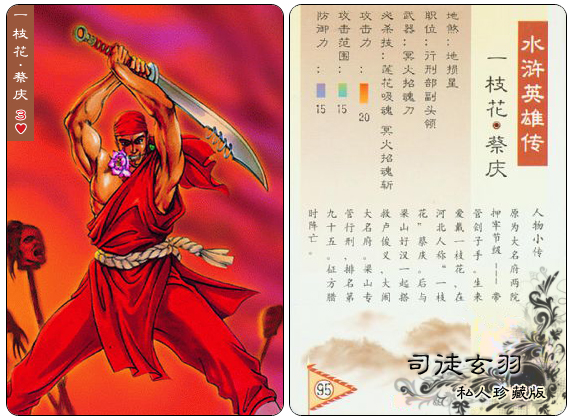 一枝花·蔡庆
3
水浒英雄传
一枝花·蔡庆
地煞：地损星
职位：行刑部副头领
武器：冥火招魂刀
必杀技：莲花吸魂 冥火招魂斩
攻击力：20
攻击范围：15
防御力：15
人物小传
原为大名府两院
押牢节级——带
管刽子手。生来
爱戴一枝花，在
河北人称“一枝
花”蔡庆。后与
梁山好汉一起搭
救卢俊义，大闹
大名府。梁山专
管行刑，排名第
九十五。征方腊
时阵亡。
95
司徒玄羽
私人珍藏版